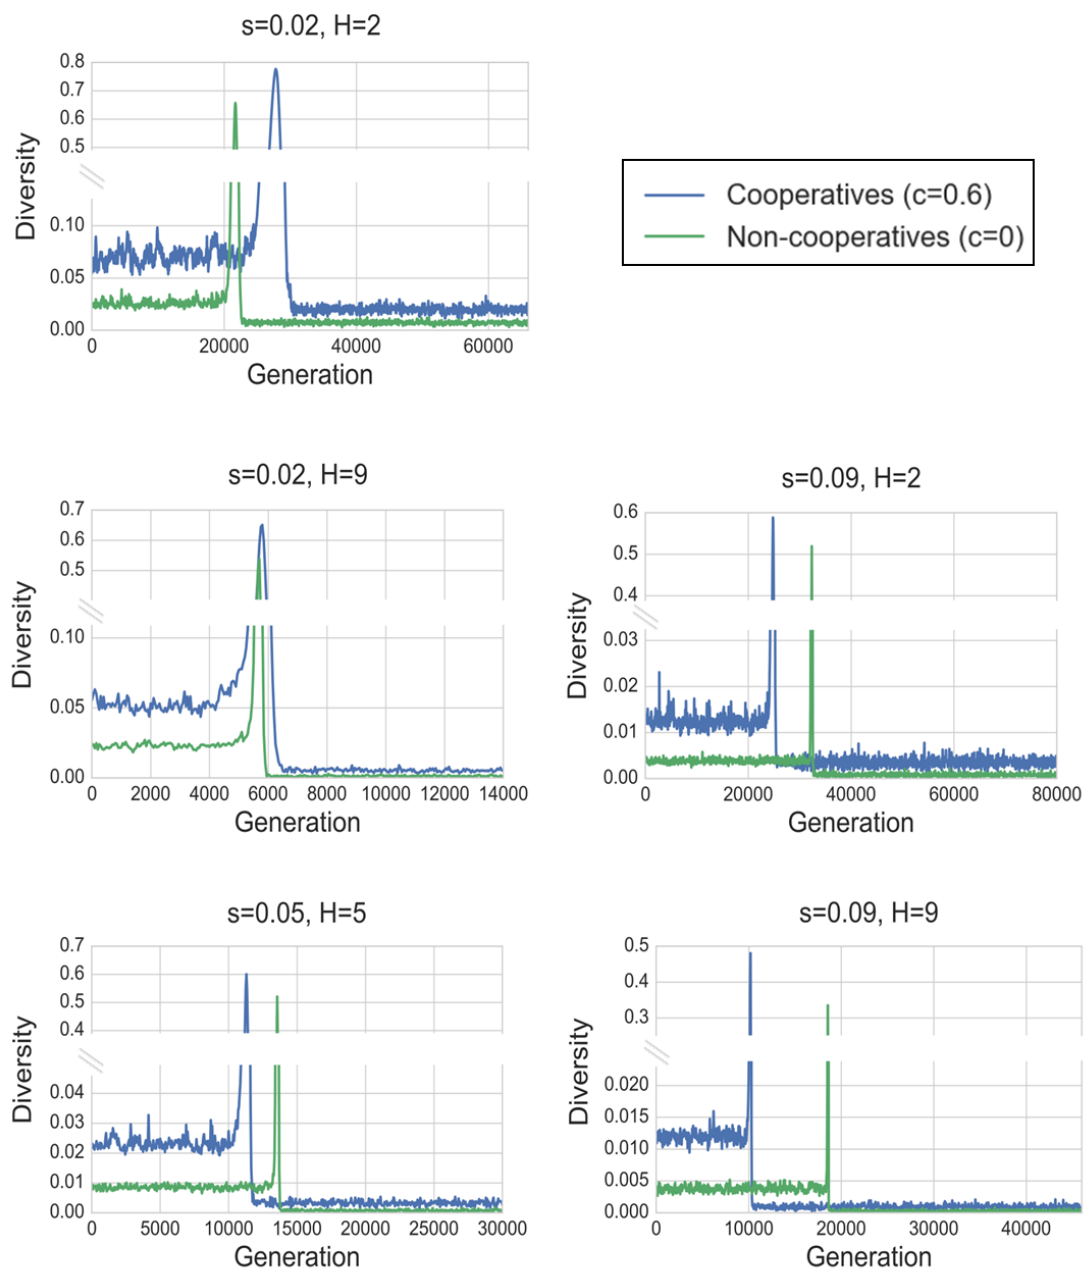 s=0.02, H=2
0.8
0.7
0.6
0.5
0.10
0.05
0.00
Diversity
0 20000 40000 60000
Generation
Cooperatives (c=0.6)
Non-cooperatives (c=0)
s=0.02, H=9
0.7
0.6
0.5
0.10
0.05
0.00
Diversity
0 2000 4000 6000 8000 10000 12000 14000
Generation
s=0.09, H=2
0.6
0.5
0.4
0.03
0.02
0.01
0.00
Diversity
0 20000 40000 60000 80000
Generation
s=0.05, H=5
0.7
0.6
0.5
0.4
0.04
0.03
0.02
0.01
0.00
Diversity
0 5000 10000 15000 20000 25000 30000
Generation
s=0.09, H=9
0.5
0.4
0.3
0.020
0.015
0.010
0.005
0.000
Diversity
0 10000 20000 30000 40000
Generation